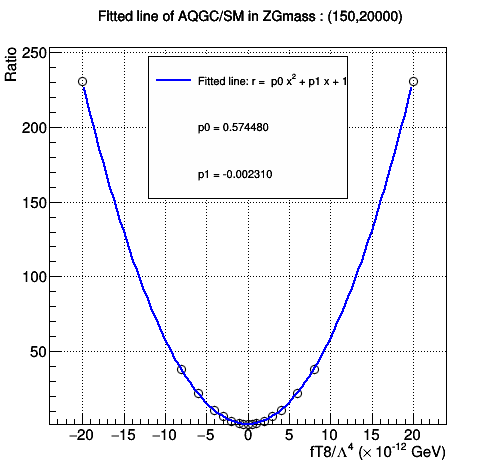 FItted line of AQGC/SM in ZGmass : (150,20000)
Ratio
250
200
150
100
50
Fitted line: r = p0 x² + p1 x + 1
p0 = 0.574480
p1 = -0.002310
−20 −15 −10 −5 0 5 10 15 20
fT8/Λ⁴ (× 10⁻¹² GeV)